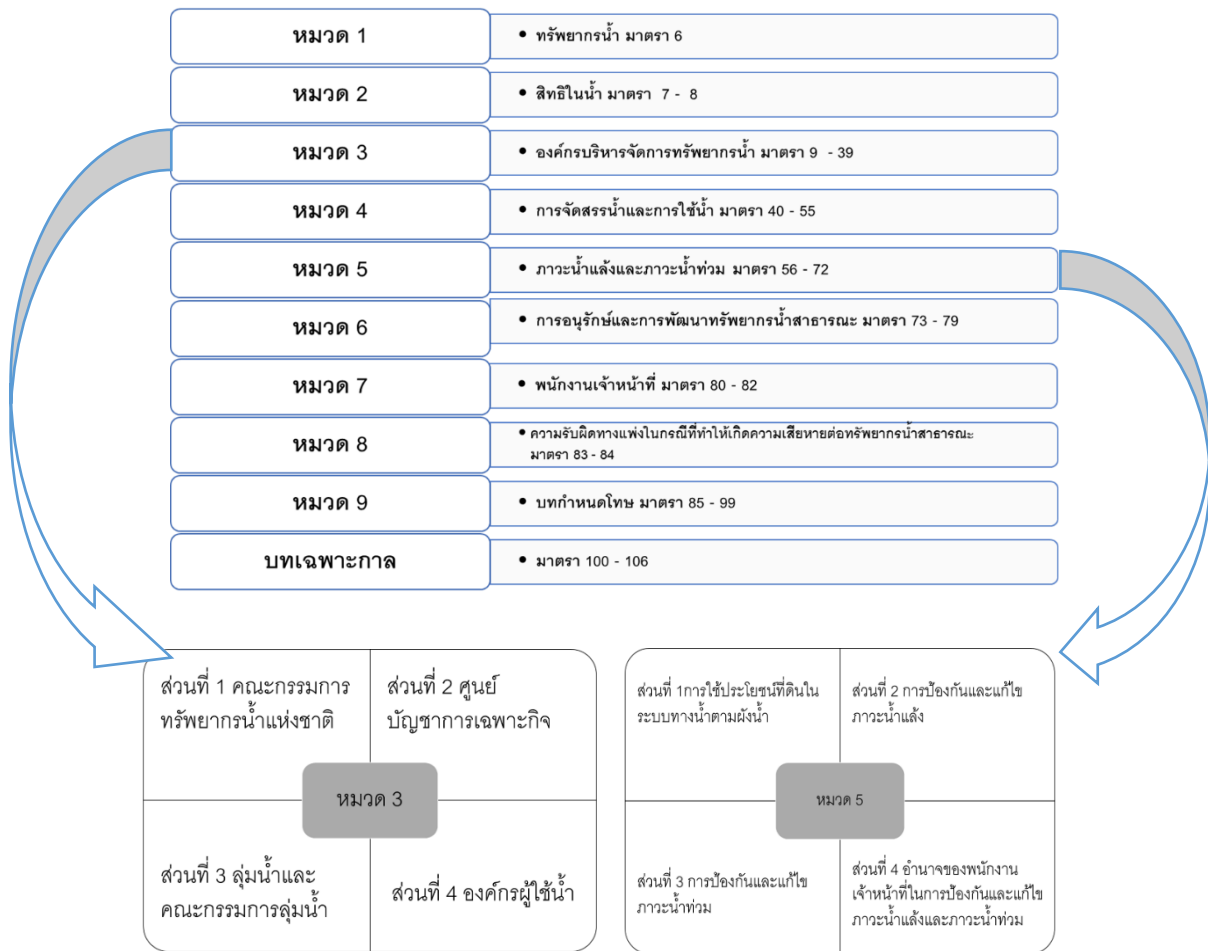 หมวด 1
• ทรัพยากรน้ำ มาตรา 6
หมวด 2
• สิทธิในน้ำ มาตรา 7 - 8
หมวด 3
• องค์กรบริหารจัดการทรัพยากรน้ำ มาตรา 9 - 39
หมวด 4
• การจัดสรรน้ำและการใช้น้ำ มาตรา 40 - 55
หมวด 5
• ภาวะน้ำแล้งและภาวะน้ำท่วม มาตรา 56 - 72
หมวด 6
• การอนุรักษ์และการพัฒนาทรัพยากรน้ำสาธารณะ มาตรา 73 - 79
หมวด 7
• พนักงานเจ้าหน้าที่ มาตรา 80 - 82
หมวด 8
• ความรับผิดทางแพ่งในกรณีที่ทำให้เกิดความเสียหายต่อทรัพยากรน้ำสาธารณะ
มาตรา 83 - 84
หมวด 9
• บทกำหนดโทษ มาตรา 85 - 99
บทเฉพาะกาล
• มาตรา 100 - 106
ส่วนที่ 1 คณะกรรมการ
ทรัพยากรน้ำแห่งชาติ
ส่วนที่ 2 ศูนย์
บัญชาการเฉพาะกิจ
หมวด 3
ส่วนที่ 3 ลุ่มน้ำและ
คณะกรรมการลุ่มน้ำ
ส่วนที่ 4 องค์กรผู้ใช้น้ำ
ส่วนที่ 1การใช้ประโยชน์ที่ดินใน
ระบบทางน้ำตามผังน้ำ
ส่วนที่ 2 การป้องกันและแก้ไข
ภาวะน้ำแล้ง
หมวด 5
ส่วนที่ 3 การป้องกันและแก้ไข
ภาวะน้ำท่วม
ส่วนที่ 4 อำนาจของพนักงาน
เจ้าหน้าที่ในการป้องกันและแก้ไข
ภาวะน้ำแล้งและภาวะน้ำท่วม